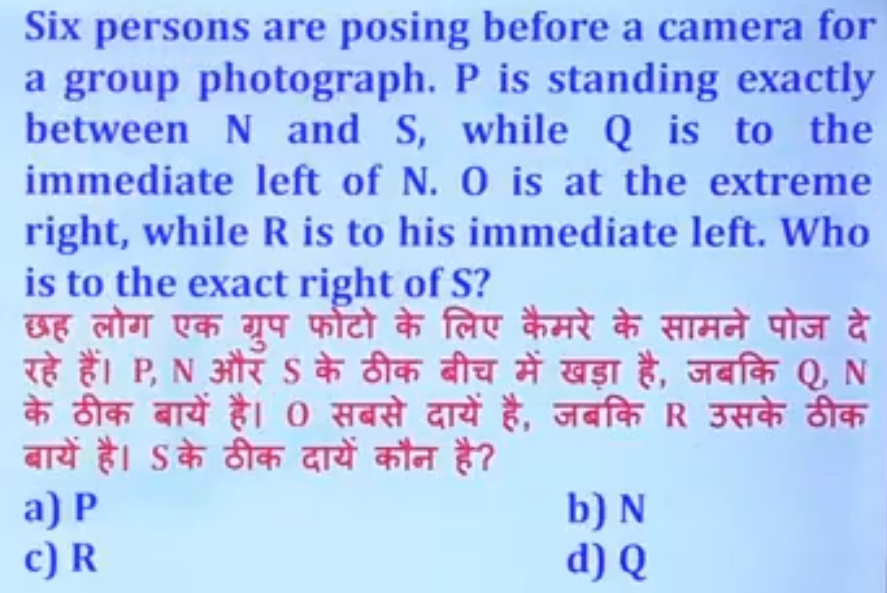 Six persons are posing before a camera for
a group photograph. P is standing exactly
between N and S, while Q is to the
immediate left of N. O is at the extreme
right, while R is to his immediate left. Who
is to the exact right of S?
छह लोग एक ग्रुप फोटो के लिए कैमरे के सामने पोज दे
रहे हैं। P, N और S के ठीक बीच में खड़ा है, जबकि Q, N
के ठीक बायें है। O सबसे दायें है, जबकि R उसके ठीक
बायें है। S के ठीक दायें कौन है?
a) P b) N
c) R d) Q